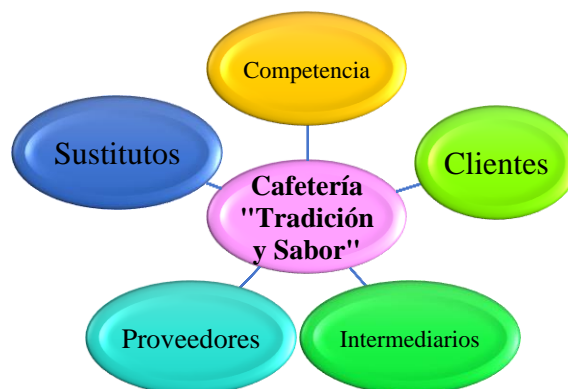 Competencia
Sustitutos
Clientes
Cafetería
"Tradición
y Sabor"
Proveedores
Intermediarios